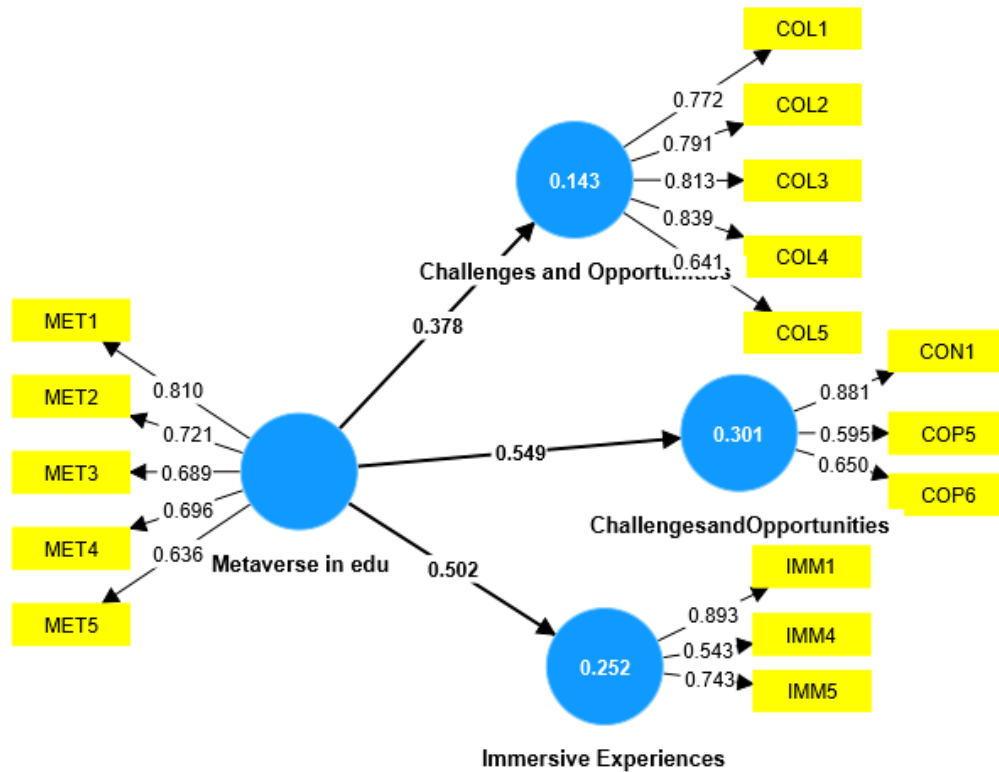 COL1
0.772
COL2
0.791
COL3
0.813
0.143
COL4
0.839
0.641
COL5
Challenges and Opportunities
0.378
MET1
0.810
MET2
0.721
MET3
0.689
MET4
0.696
MET5
0.636
Metaverse in edu
0.549
CON1
0.881
0.301
COP5
0.595
COP6
0.650
ChallengesandOpportunities
0.502
IMM1
0.893
IMM4
0.543
0.252
IMM5
0.743
Immersive Experiences